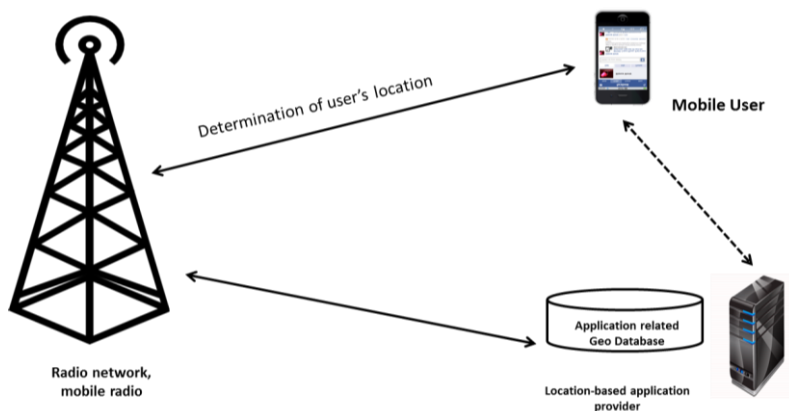 Determination of user's location
Mobile User
Application related
Geo Database
Radio network,
mobile radio
Location-based application
provider